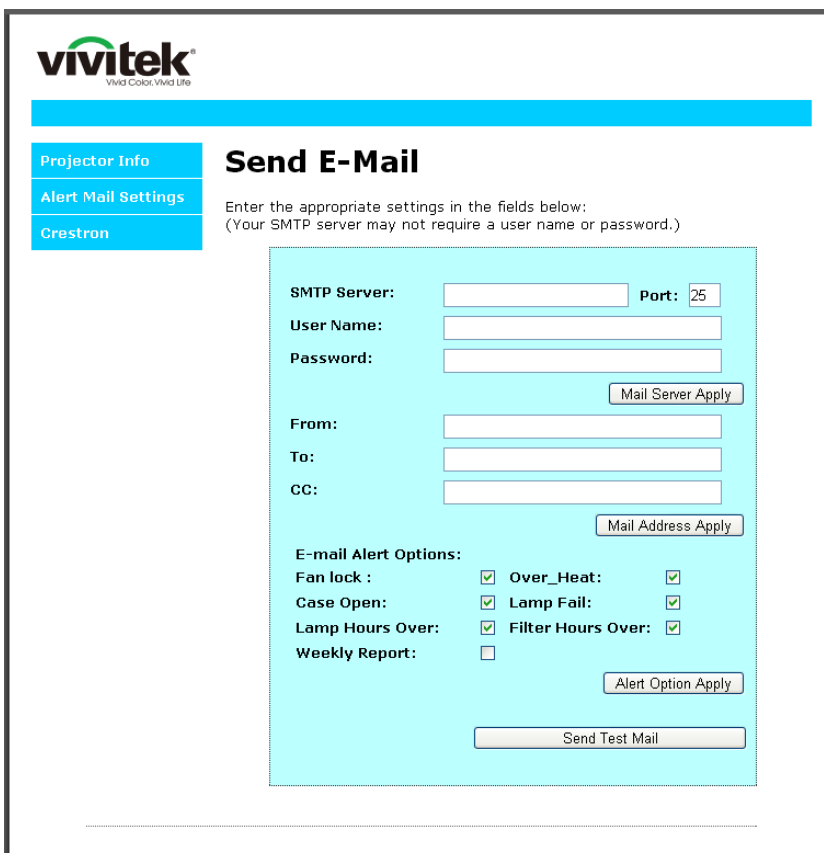 vivitek®
Vivid Color, Vivid Life
Projector Info
Alert Mail Settings
Crestron
Send E-Mail
Enter the appropriate settings in the fields below:
(Your SMTP server may not require a user name or password.)
SMTP Server: Port: 25
User Name:
Password:
Mail Server Apply
From:
To:
CC:
Mail Address Apply
E-mail Alert Options:
Fan lock : Over_Heat:
Case Open: Lamp Fail:
Lamp Hours Over: Filter Hours Over:
Weekly Report:
Alert Option Apply
Send Test Mail